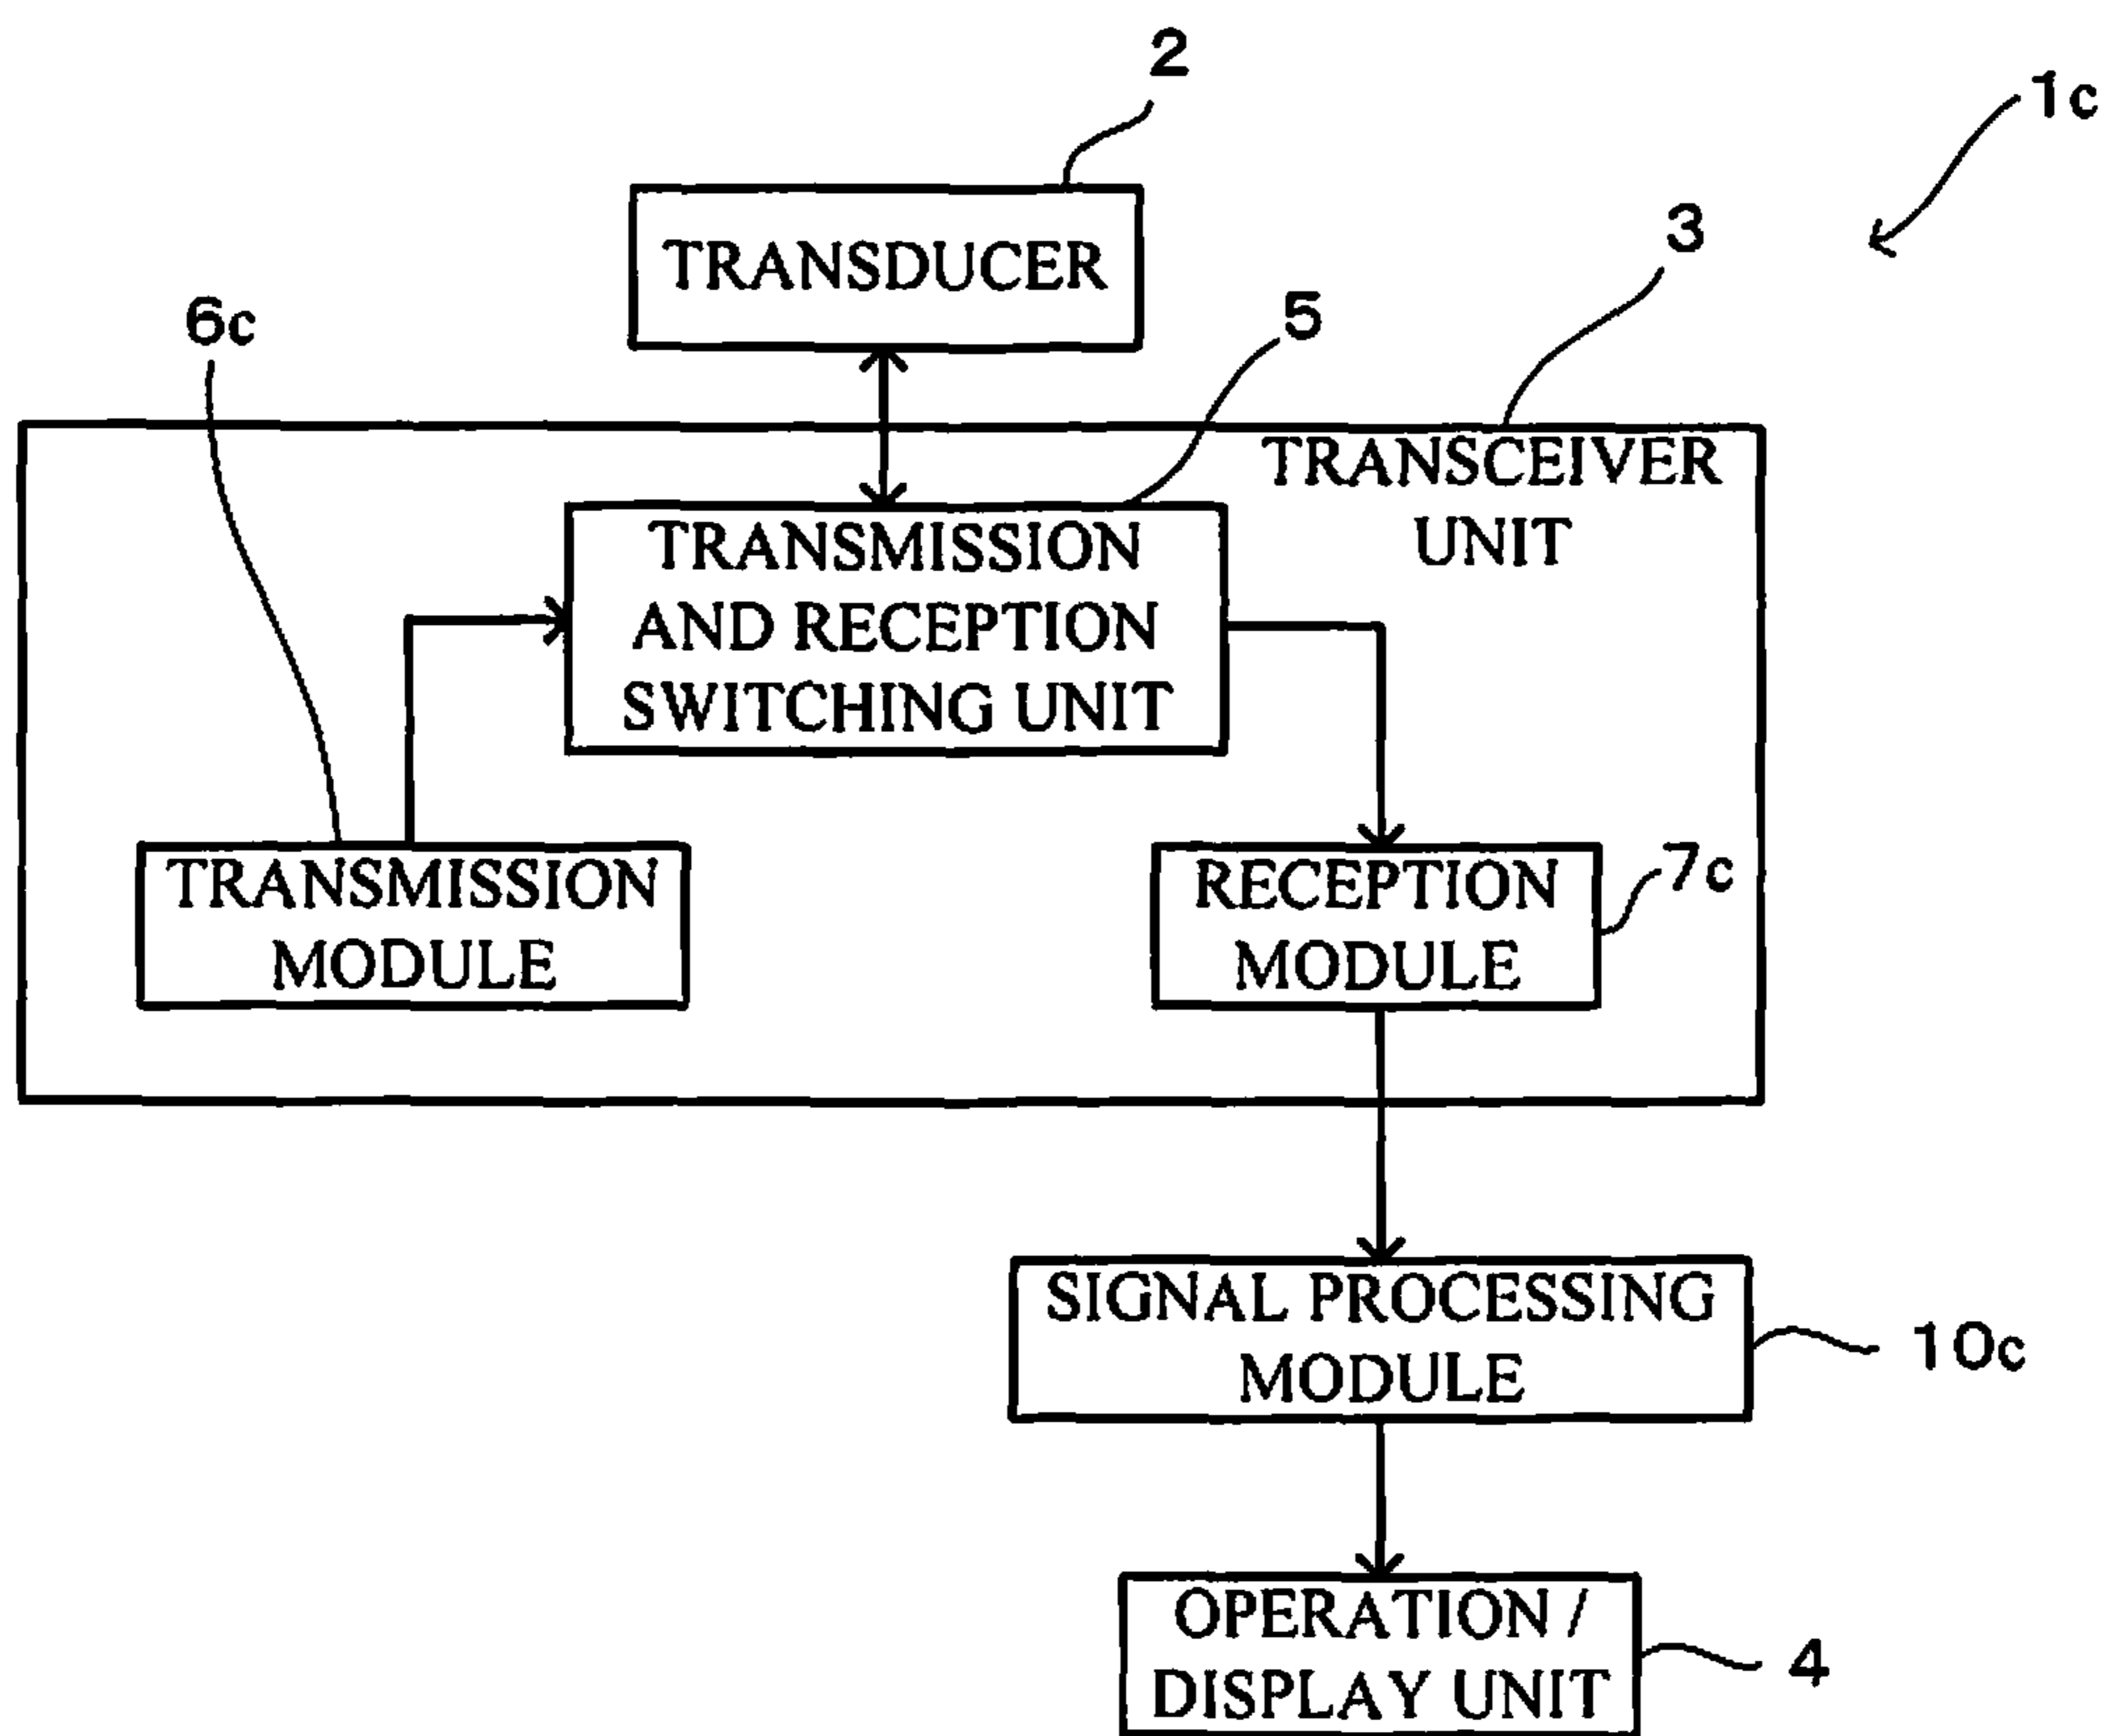 2
1c
TRANSDUCER
3
6c
5
TRANSCEIVER
UNIT
TRANSMISSION
AND RECEPTION
SWITCHING UNIT
TRANSMISSION
MODULE
RECEPTION
MODULE
7c
SIGNAL PROCESSING
MODULE
10c
OPERATION /
DISPLAY UNIT
4